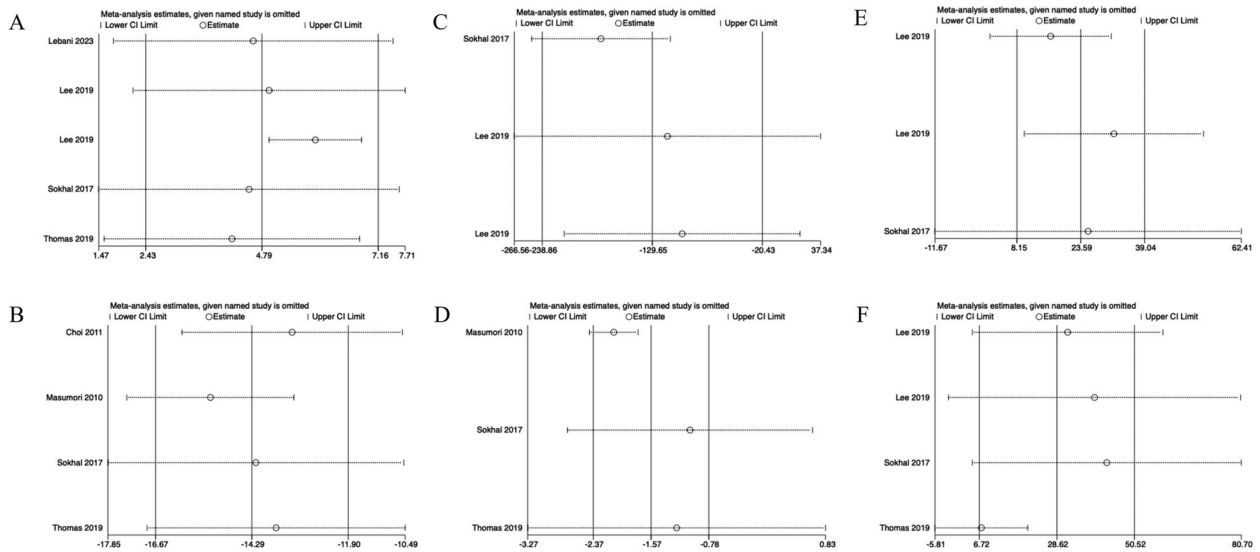 A
Meta-analysis estimates, given named study is omitted
| Lower CI Limit ○Estimate | Upper CI Limit
Lebani 2023
Lee 2019
Lee 2019
Sokhal 2017
Thomas 2019
1.47 2.43 4.79 7.16 7.71
B
Meta-analysis estimates, given named study is omitted
| Lower CI Limit ○Estimate | Upper CI Limit
Choi 2011
Masumori 2010
Sokhal 2017
Thomas 2019
-17.85 -16.67 -14.29 -11.90 -10.49
C
Meta-analysis estimates, given named study is omitted
| Lower CI Limit ○Estimate | Upper CI Limit
Sokhal 2017
Lee 2019
Lee 2019
-266.56 -238.86 -129.65 -20.43 37.34
D
Meta-analysis estimates, given named study is omitted
| Lower CI Limit ○Estimate | Upper CI Limit
Masumori 2010
Sokhal 2017
Thomas 2019
-3.27 -2.37 -1.57 -0.78 0.83
E
Meta-analysis estimates, given named study is omitted
| Lower CI Limit ○Estimate | Upper CI Limit
Lee 2019
Lee 2019
Sokhal 2017
-11.67 8.15 23.59 39.04 62.41
F
Meta-analysis estimates, given named study is omitted
| Lower CI Limit ○Estimate | Upper CI Limit
Lee 2019
Lee 2019
Sokhal 2017
Thomas 2019
-5.81 6.72 28.62 50.52 80.70